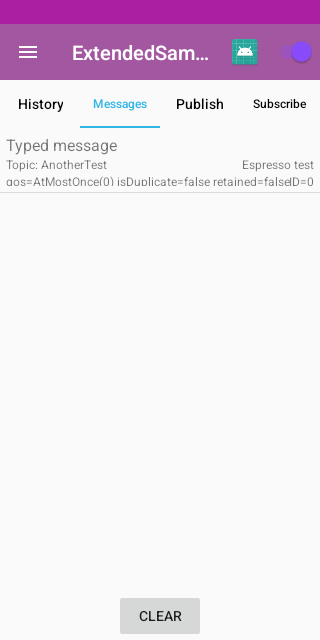 ExtendedSam…
History
Messages
Publish
Subscribe
Typed message
Topic: AnotherTest
Espresso test
qos=AtMostOnce(0) isDuplicate=false retained=falseID=0
CLEAR